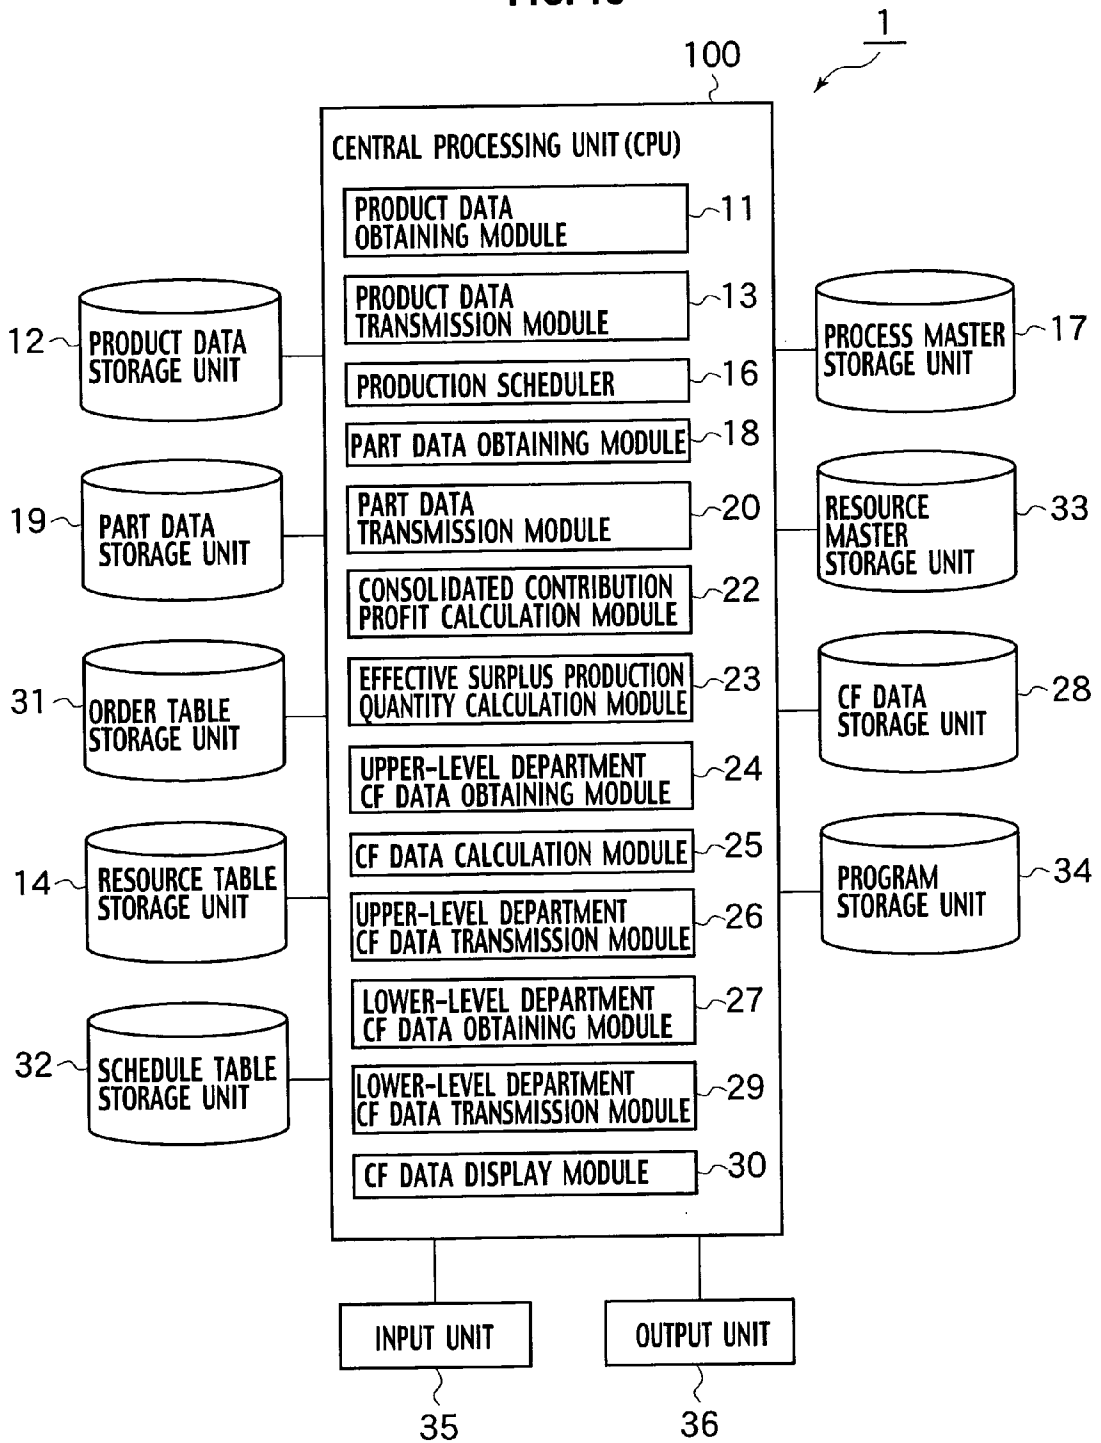 1
100
CENTRAL PROCESSING UNIT (CPU)
PRODUCT DATA
OBTAINING MODULE
11
PRODUCT DATA
TRANSMISSION MODULE
13
PRODUCTION SCHEDULER
16
PART DATA OBTAINING MODULE
18
PART DATA
TRANSMISSION MODULE
20
CONSOLIDATED CONTRIBUTION
PROFIT CALCULATION MODULE
22
EFFECTIVE SURPLUS PRODUCTION
QUANTITY CALCULATION MODULE
23
UPPER-LEVEL DEPARTMENT
CF DATA OBTAINING MODULE
24
CF DATA CALCULATION MODULE
25
UPPER-LEVEL DEPARTMENT
CF DATA TRANSMISSION MODULE
26
LOWER-LEVEL DEPARTMENT
CF DATA OBTAINING MODULE
27
LOWER-LEVEL DEPARTMENT
CF DATA TRANSMISSION MODULE
29
CF DATA DISPLAY MODULE
30
12
PRODUCT DATA
STORAGE UNIT
19
PART DATA
STORAGE UNIT
31
ORDER TABLE
STORAGE UNIT
14
RESOURCE TABLE
STORAGE UNIT
32
SCHEDULE TABLE
STORAGE UNIT
PROCESS MASTER
STORAGE UNIT
17
RESOURCE
MASTER
STORAGE UNIT
33
CF DATA
STORAGE UNIT
28
PROGRAM
STORAGE UNIT
34
INPUT UNIT
35
OUTPUT UNIT
36